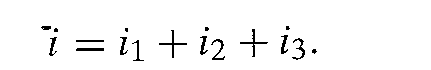 i = i₁ + i₂ + i₃.